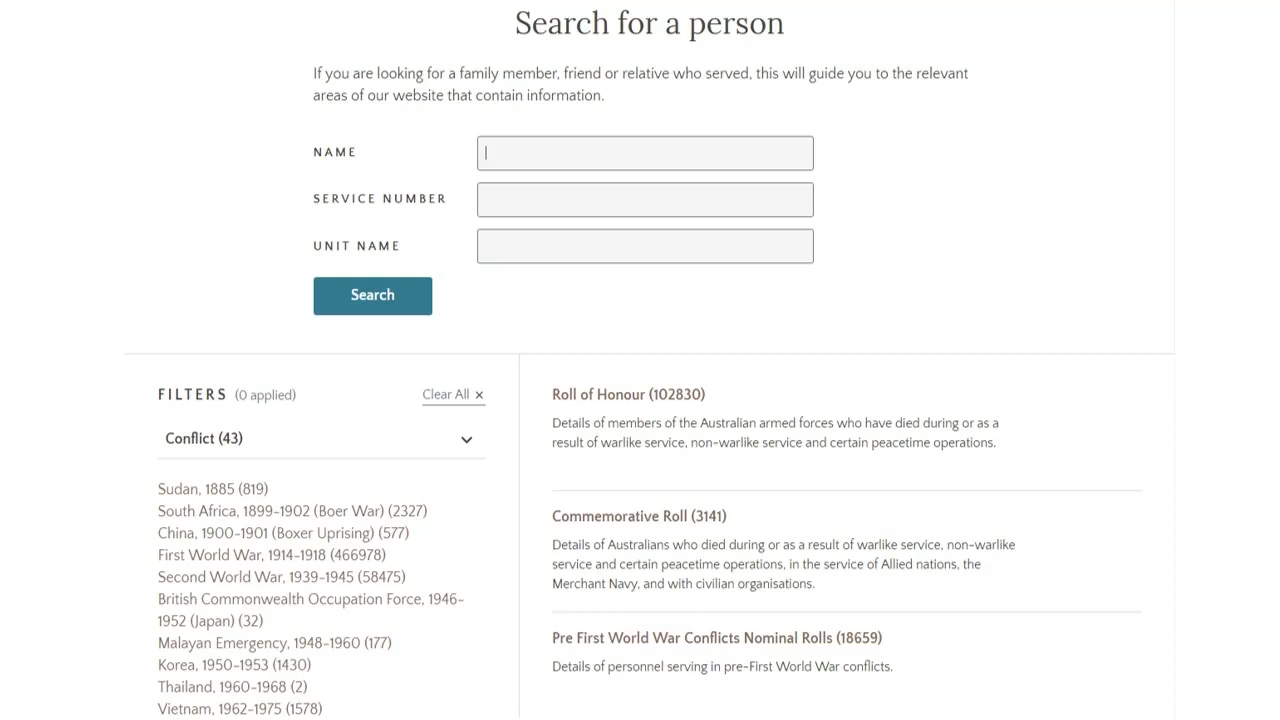 Search for a person
If you are looking for a family member, friend or relative who served, this will guide you to the relevant
areas of our website that contain information.
NAME
SERVICE NUMBER
UNIT NAME
Search
FILTERS (0 applied)
Clear All ×
Conflict (43)
Sudan, 1885 (819)
South Africa, 1899-1902 (Boer War) (2327)
China, 1900-1901 (Boxer Uprising) (577)
First World War, 1914-1918 (466978)
Second World War, 1939-1945 (58475)
British Commonwealth Occupation Force, 1946-
1952 (Japan) (32)
Malayan Emergency, 1948-1960 (177)
Korea, 1950-1953 (1430)
Thailand, 1960-1968 (2)
Vietnam, 1962-1975 (1578)
Roll of Honour (102830)
Details of members of the Australian armed forces who have died during or as a
result of warlike service, non-warlike service and certain peacetime operations.
Commemorative Roll (3141)
Details of Australians who died during or as a result of warlike service, non-warlike
service and certain peacetime operations, in the service of Allied nations, the
Merchant Navy, and with civilian organisations.
Pre First World War Conflicts Nominal Rolls (18659)
Details of personnel serving in pre-First World War conflicts.